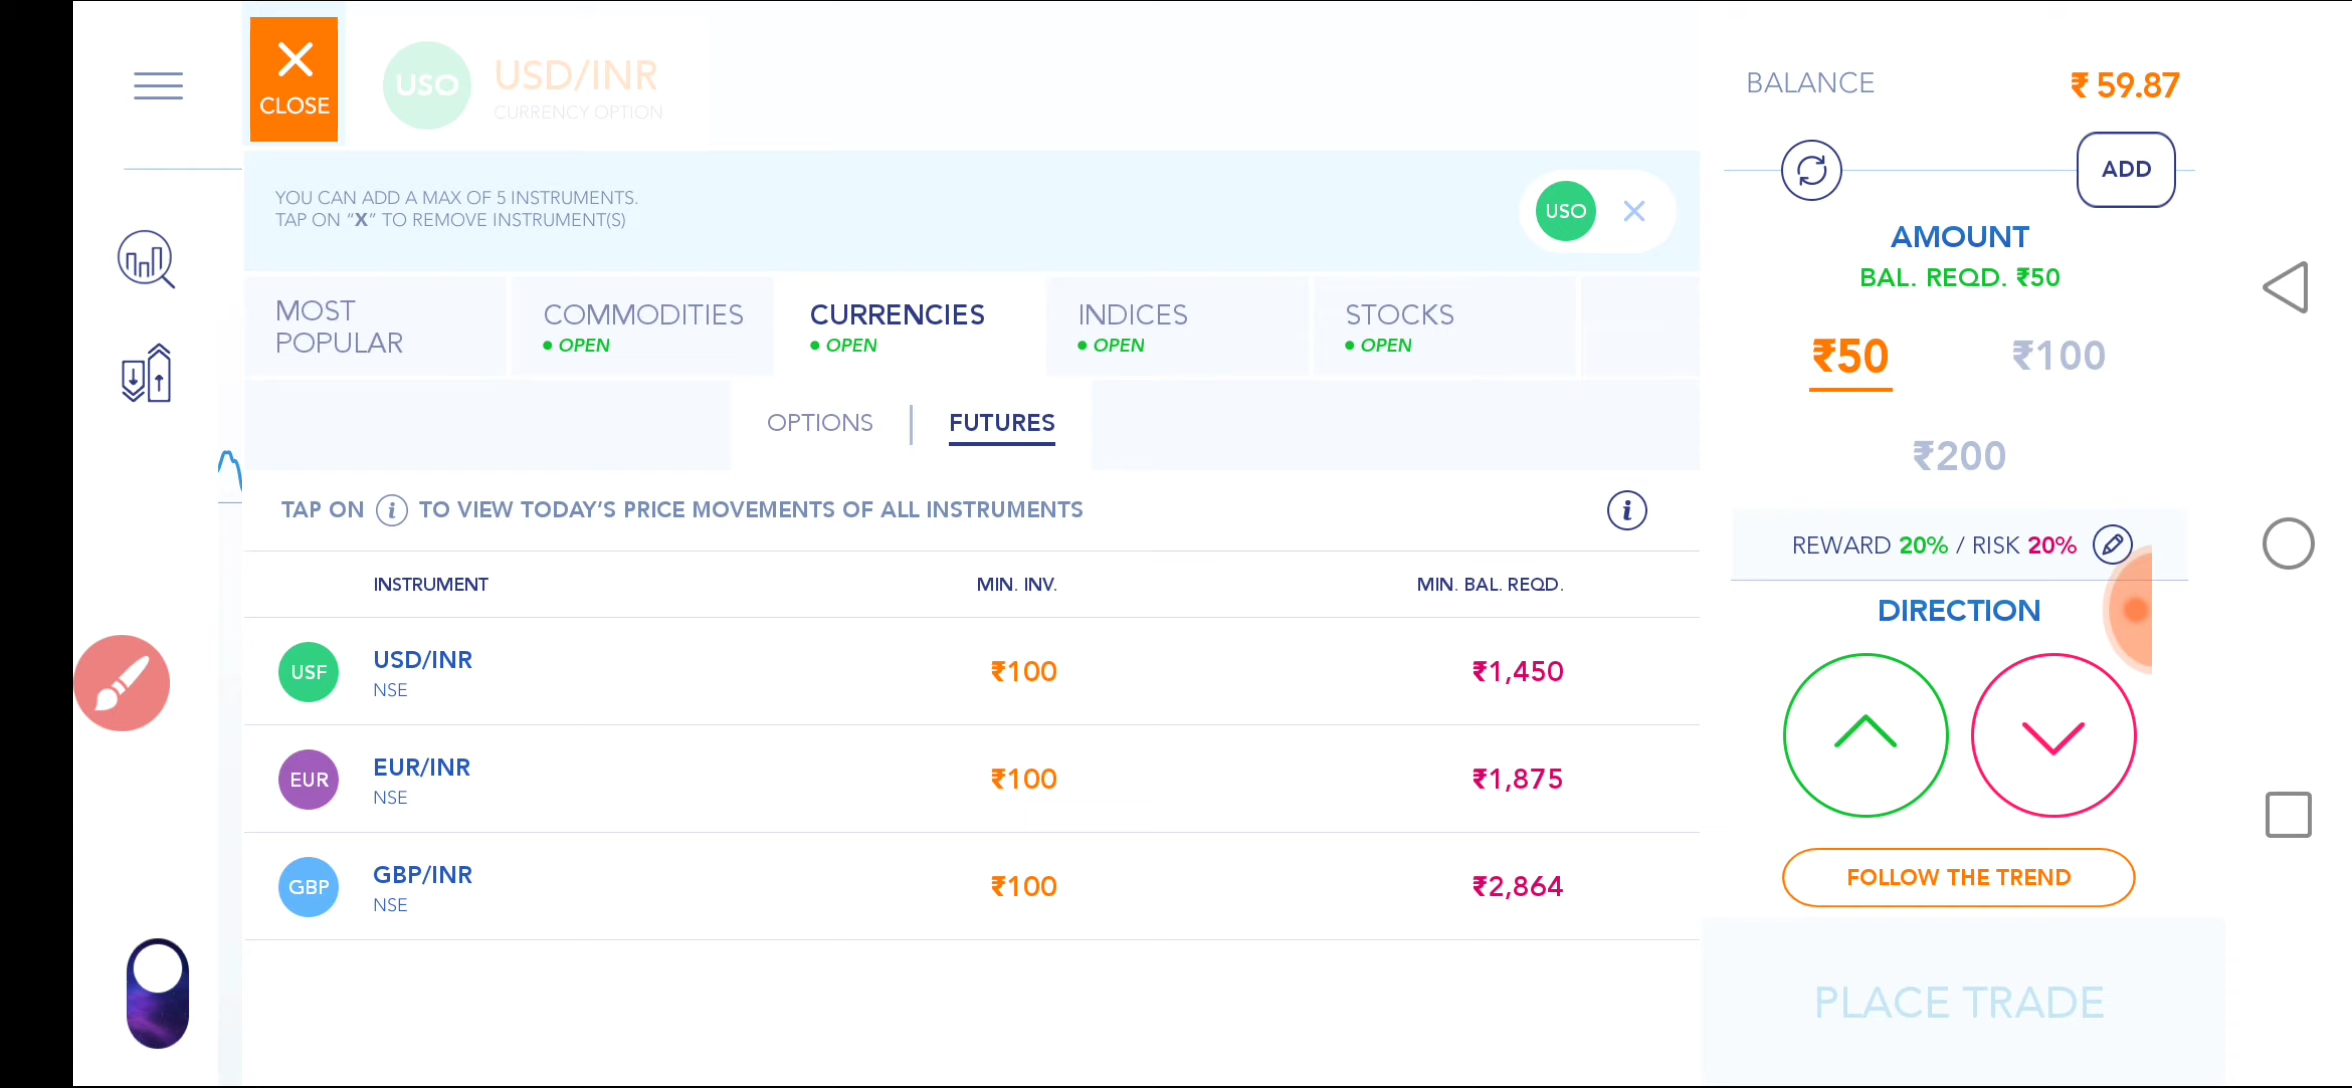 CLOSE
USO
USD/INR
CURRENCY OPTION
BALANCE
₹ 59.87
ADD
YOU CAN ADD A MAX OF 5 INSTRUMENTS.
TAP ON “X” TO REMOVE INSTRUMENT(S)
USO
MOST
POPULAR
COMMODITIES
OPEN
CURRENCIES
OPEN
INDICES
OPEN
STOCKS
OPEN
OPTIONS
FUTURES
TAP ON i TO VIEW TODAY’S PRICE MOVEMENTS OF ALL INSTRUMENTS
i
INSTRUMENT MIN. INV. MIN. BAL. REQD.
USF USD/INR ₹100 ₹1,450
NSE
EUR EUR/INR ₹100 ₹1,875
NSE
GBP GBP/INR ₹100 ₹2,864
NSE
AMOUNT
BAL. REQD. ₹50
₹50 ₹100
₹200
REWARD 20% / RISK 20%
DIRECTION
FOLLOW THE TREND
PLACE TRADE